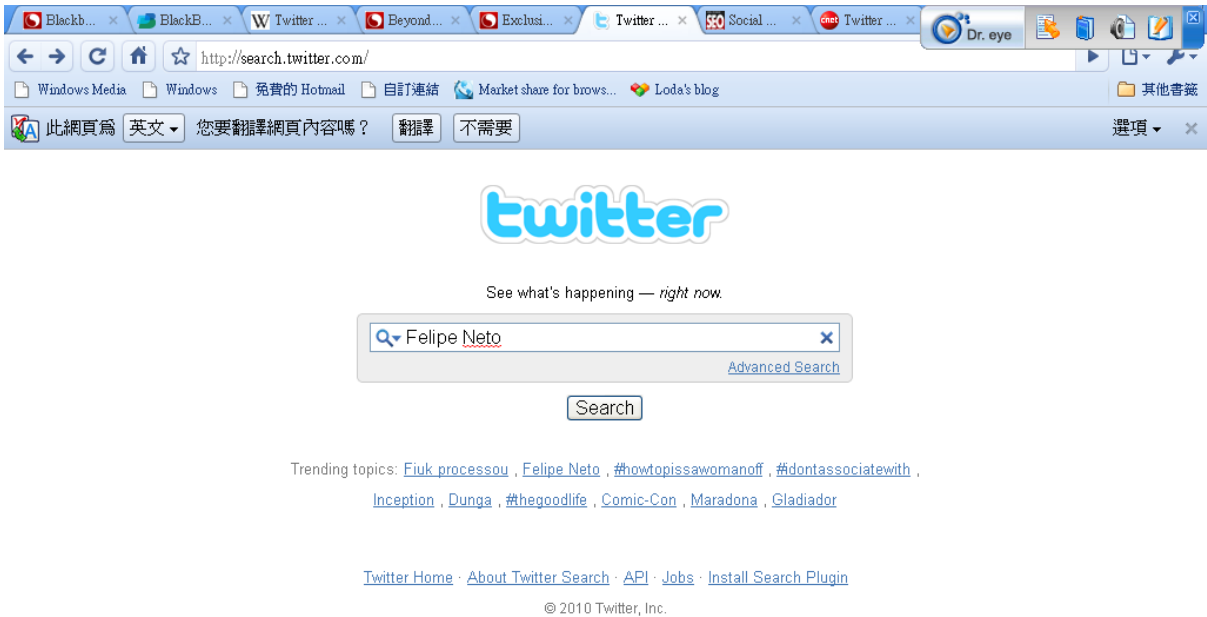 Blackb... BlackB... W Twitter ... Beyond... Exclusi... Twitter ... SEO Social ... cnet Twitter ... Dr. eye
http://search.twitter.com/
Windows Media Windows 免費的 Hotmail 自訂連結 Market share for brows... Loda's blog 其他書籤
此網頁為 英文 您要翻譯網頁內容嗎？ 翻譯 不需要 選項
twitter
See what's happening — right now.
Felipe Neto
Advanced Search
Search
Trending topics: Fiuk processou , Felipe Neto , #howtopissawomanoff , #idontassociatewith ,
Inception , Dunga , #thegoodlife , Comic-Con , Maradona , Gladiador
Twitter Home · About Twitter Search · API · Jobs · Install Search Plugin
© 2010 Twitter, Inc.